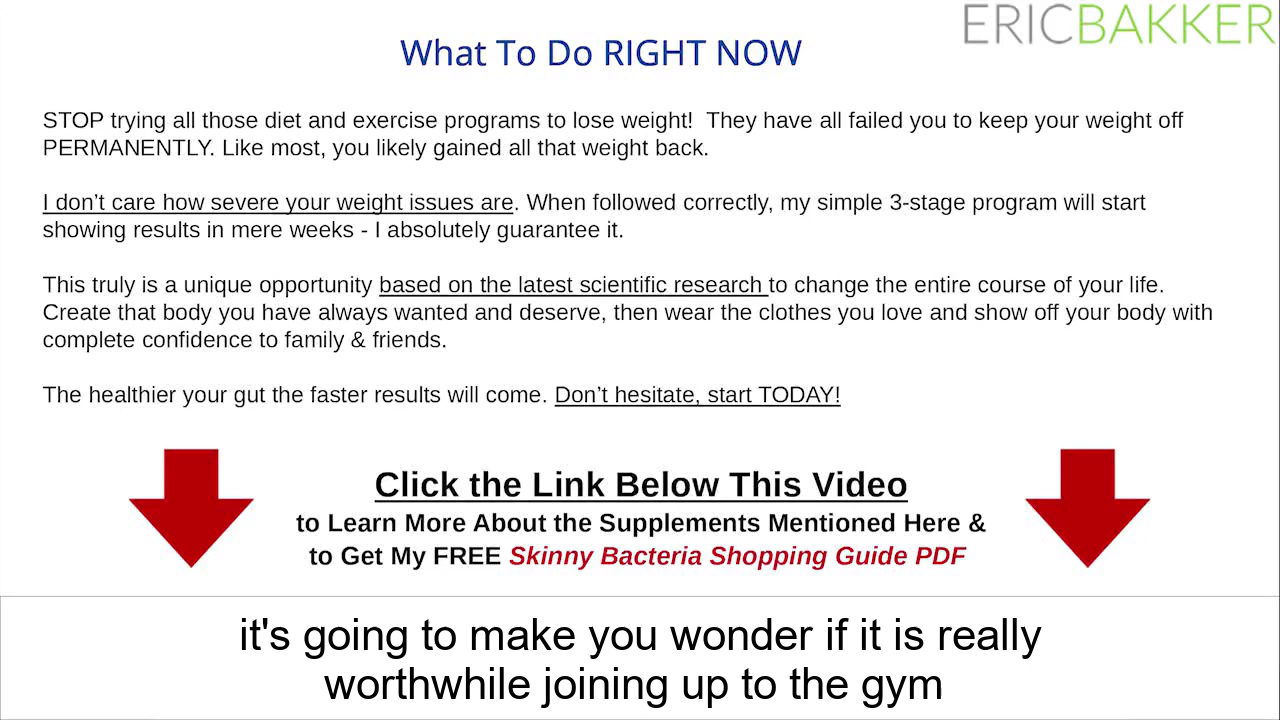 ERICBAKKER
What To Do RIGHT NOW
STOP trying all those diet and exercise programs to lose weight!  They have all failed you to keep your weight off
PERMANENTLY. Like most, you likely gained all that weight back.
I don’t care how severe your weight issues are. When followed correctly, my simple 3-stage program will start
showing results in mere weeks - I absolutely guarantee it.
This truly is a unique opportunity based on the latest scientific research to change the entire course of your life.
Create that body you have always wanted and deserve, then wear the clothes you love and show off your body with
complete confidence to family & friends.
The healthier your gut the faster results will come. Don’t hesitate, start TODAY!
Click the Link Below This Video
to Learn More About the Supplements Mentioned Here &
to Get My FREE Skinny Bacteria Shopping Guide PDF
it's going to make you wonder if it is really
worthwhile joining up to the gym